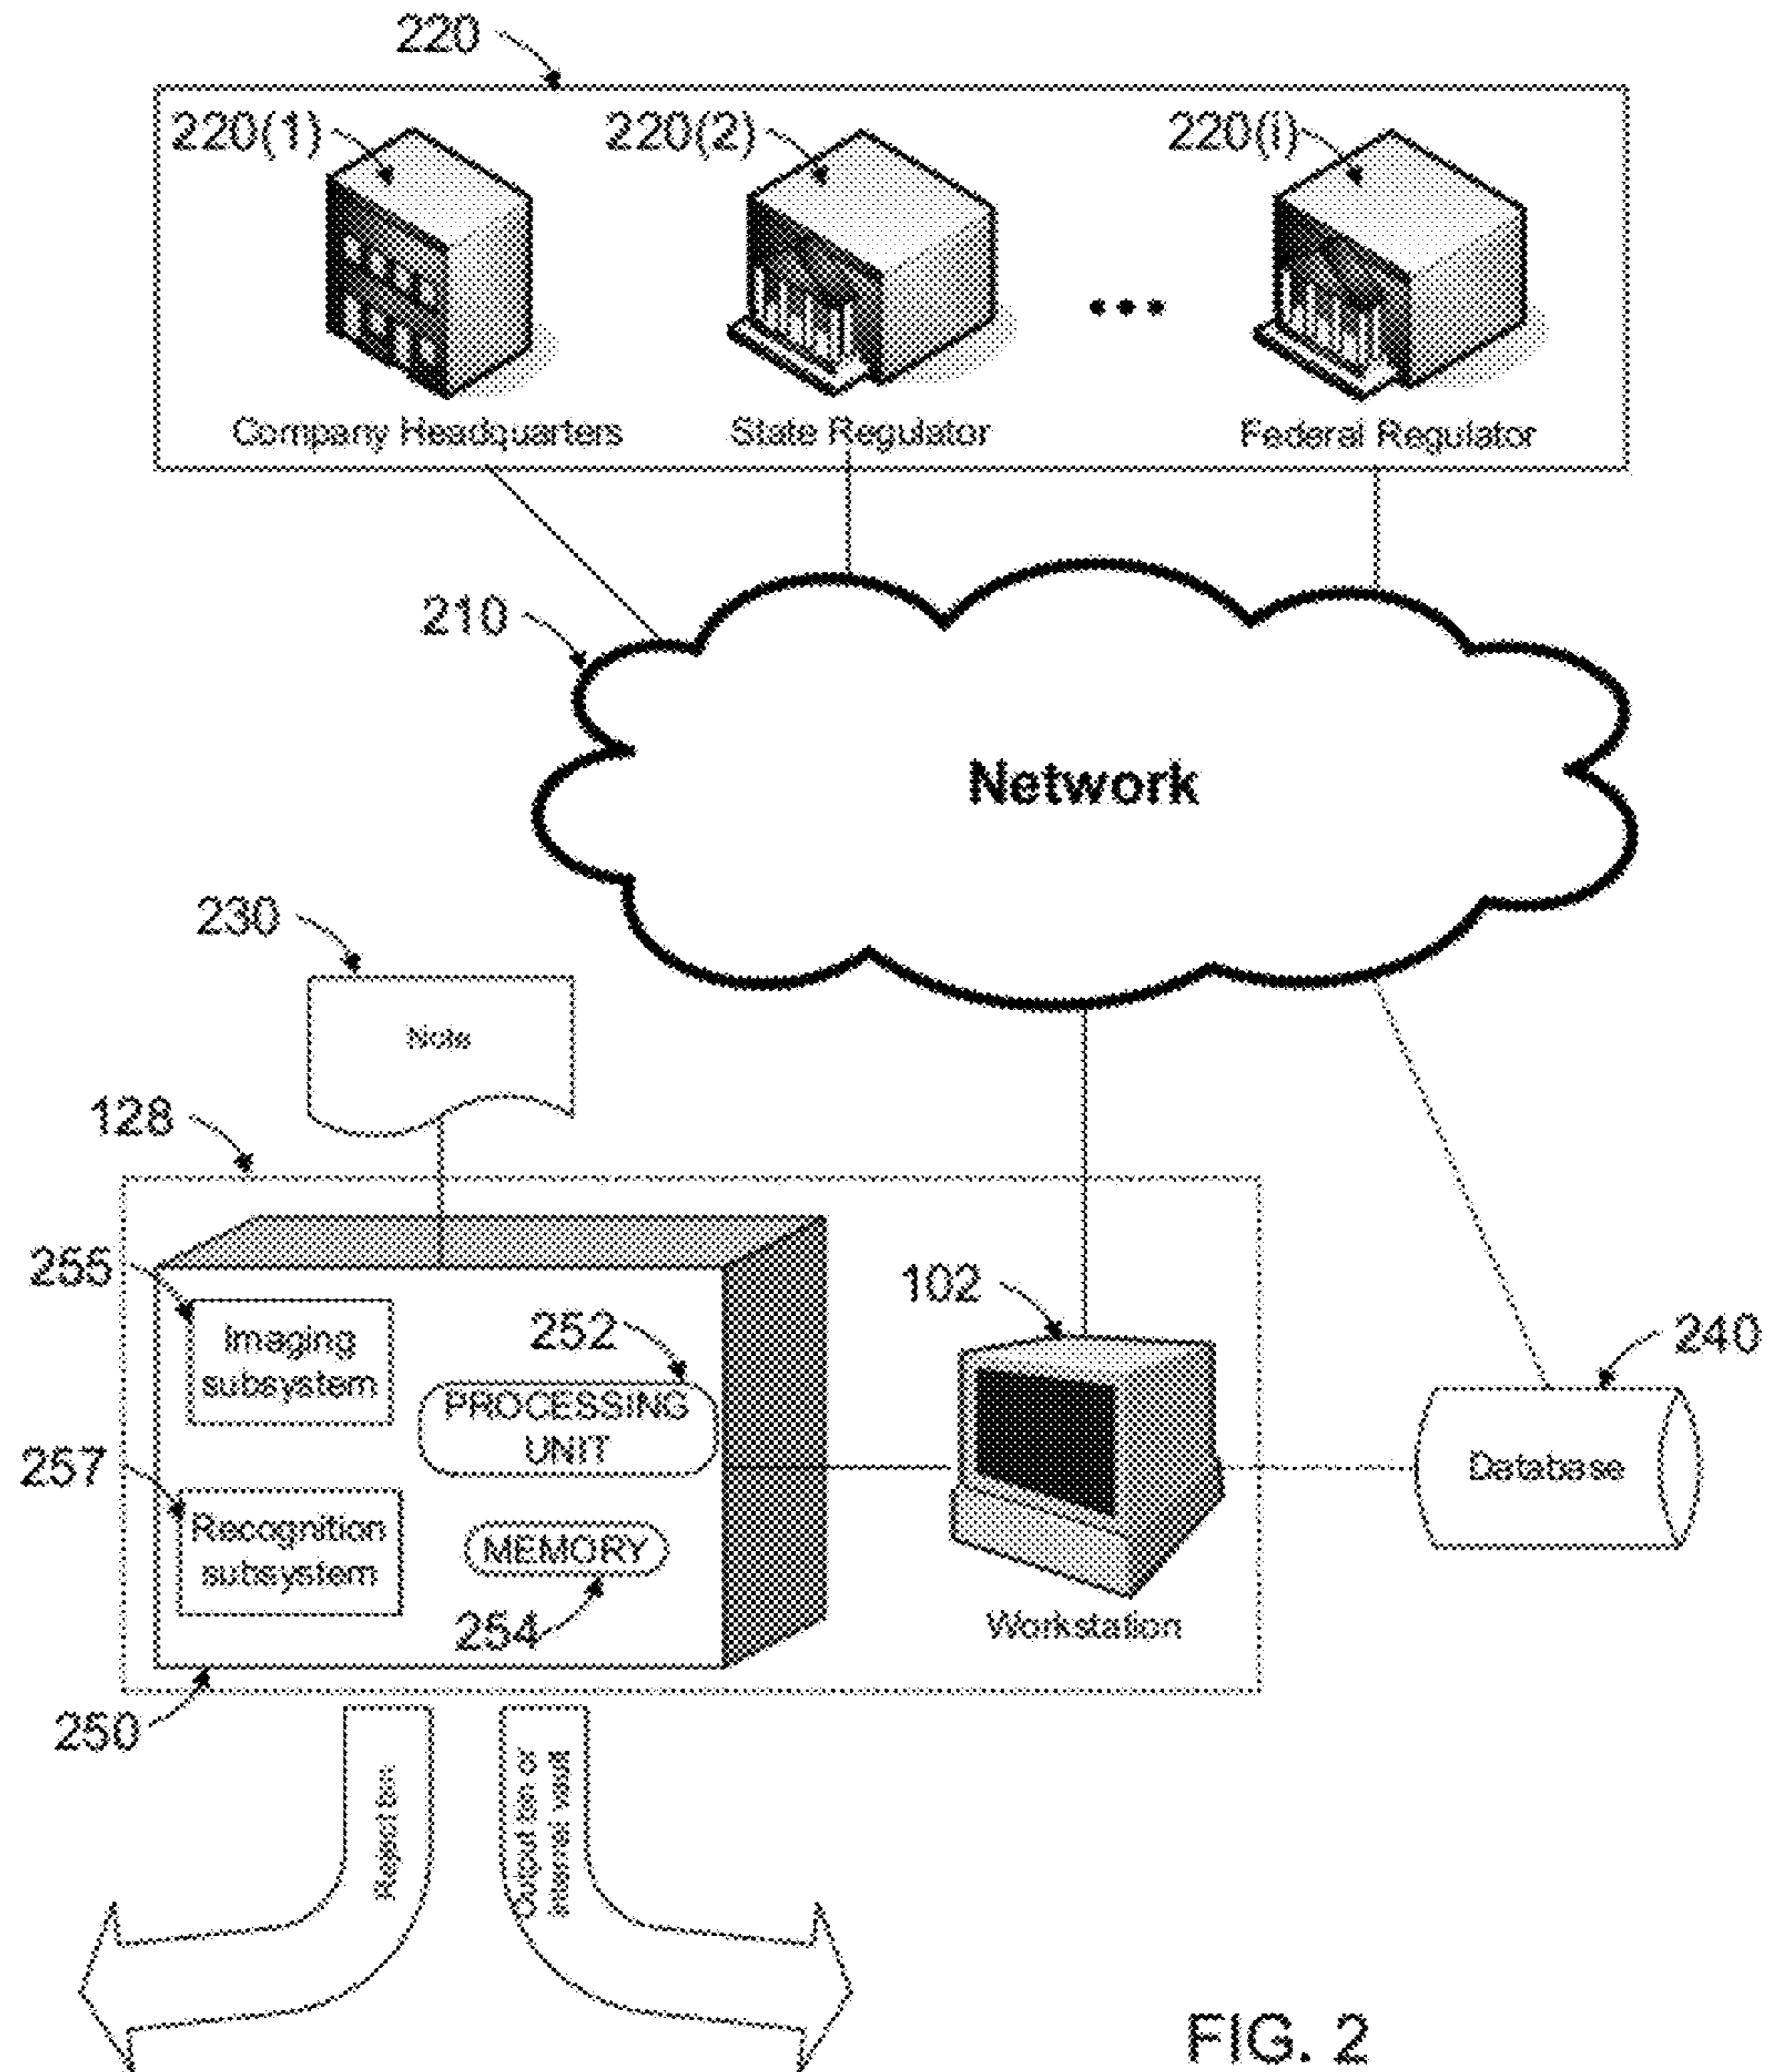 220
220(1)
220(2)
220(i)
Company Headquarters
State Regulator
Federal Regulator
210
Network
230
Note
128
255
Imaging
subsystem
252
PROCESSING
UNIT
102
240
Database
257
Recognition
subsystem
MEMORY
254
Workstation
250
Reject bin
Output bin or
internal vault
FIG. 2